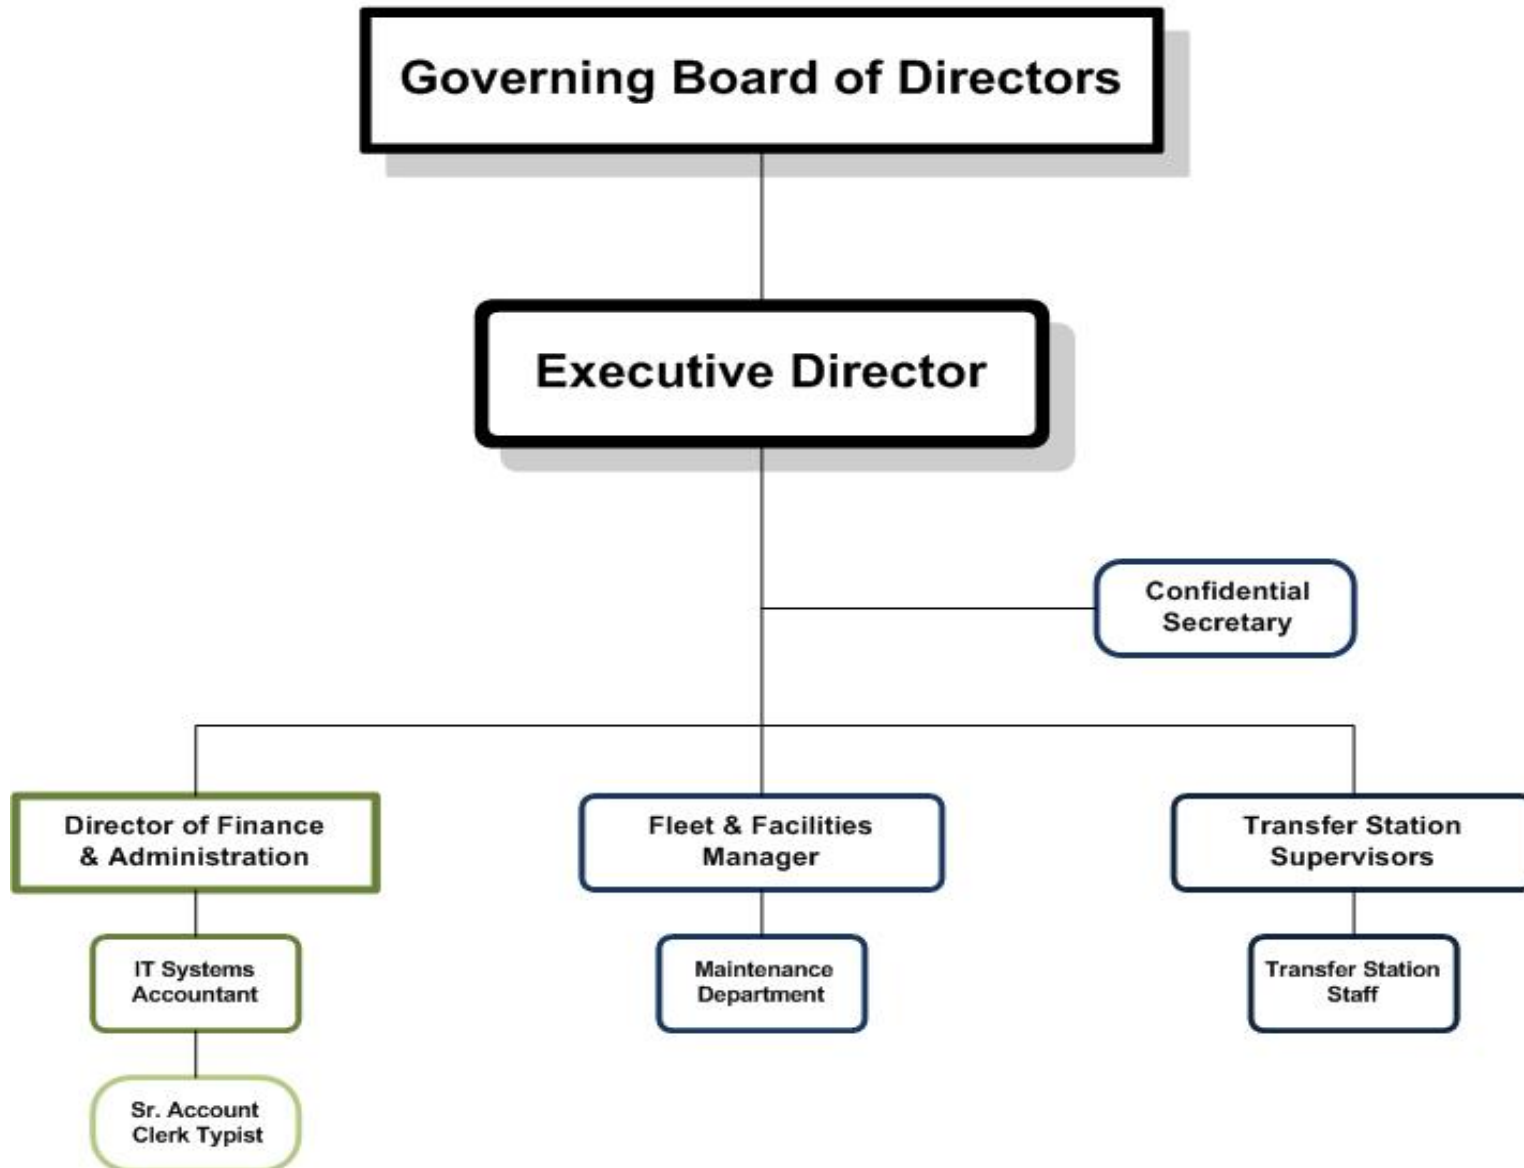 Governing Board of Directors
Executive Director
Confidential
Secretary
Director of Finance
& Administration
Fleet & Facilities
Manager
Transfer Station
Supervisors
IT Systems
Accountant
Maintenance
Department
Transfer Station
Staff
Sr. Account
Clerk Typist